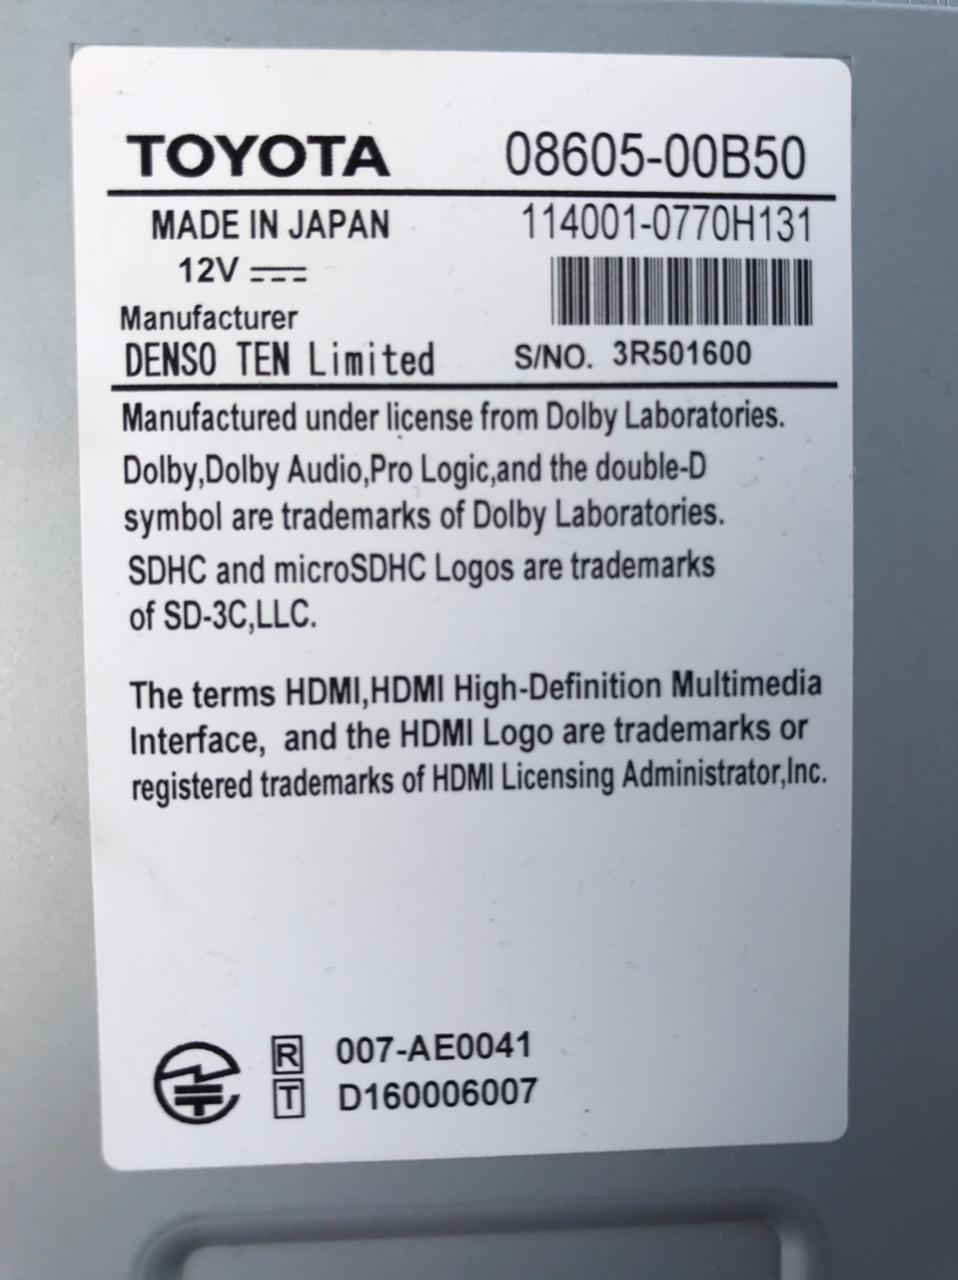 TOYOTA 08605-00B50
MADE IN JAPAN 114001-0770H131
12V
Manufacturer
DENSO TEN Limited S/NO. 3R501600
Manufactured under license from Dolby Laboratories.
Dolby,Dolby Audio,Pro Logic,and the double-D
symbol are trademarks of Dolby Laboratories.
SDHC and microSDHC Logos are trademarks
of SD-3C,LLC.
The terms HDMI,HDMI High-Definition Multimedia
Interface, and the HDMI Logo are trademarks or
registered trademarks of HDMI Licensing Administrator,Inc.
R 007-AE0041
T D160006007